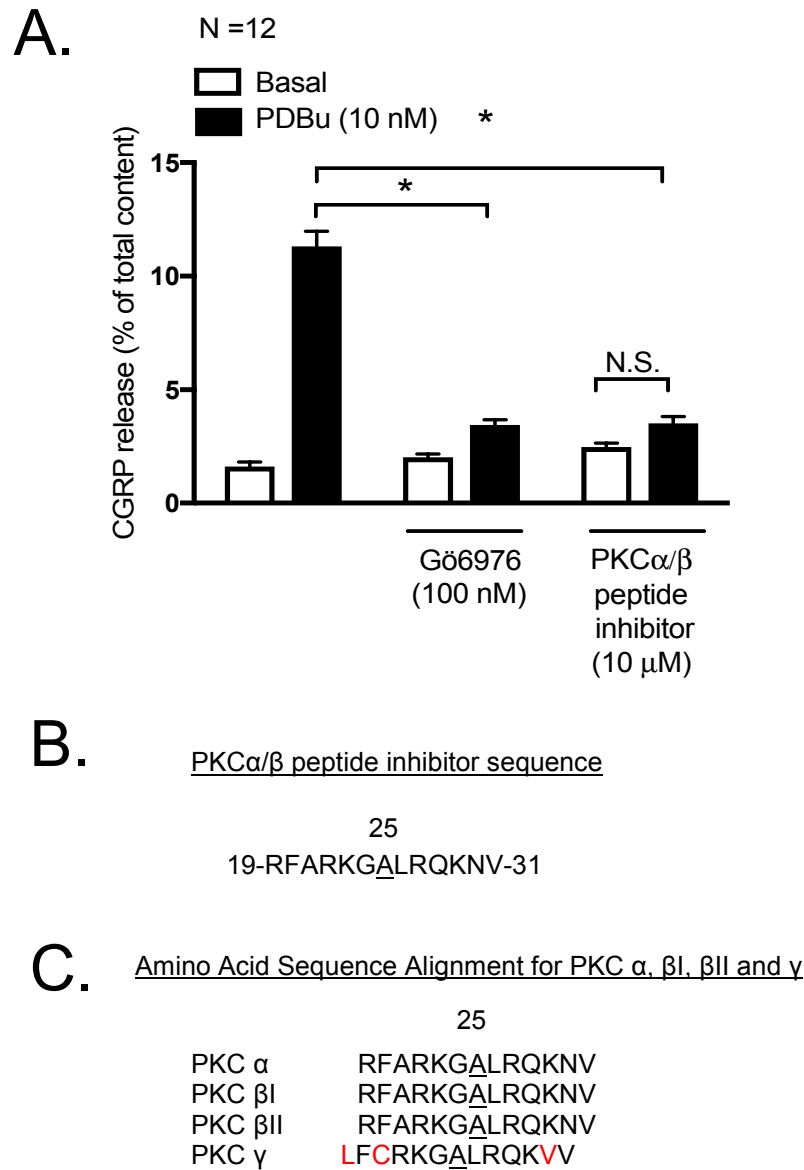 A.
N =12
Basal
PDBu (10 nM)
*
*
15
10
5
0
CGRP release (% of total content)
N.S.
Gö6976
(100 nM)
PKCα/β
peptide
inhibitor
(10 μM)
B.
PKCα/β peptide inhibitor sequence
25
19-RFARKGALRQKNV-31
C.
Amino Acid Sequence Alignment for PKC α, βI, βII and γ
25
PKC α RFARKGALRQKNV
PKC βI RFARKGALRQKNV
PKC βII RFARKGALRQKNV
PKC γ LFCRKGALRQKVV